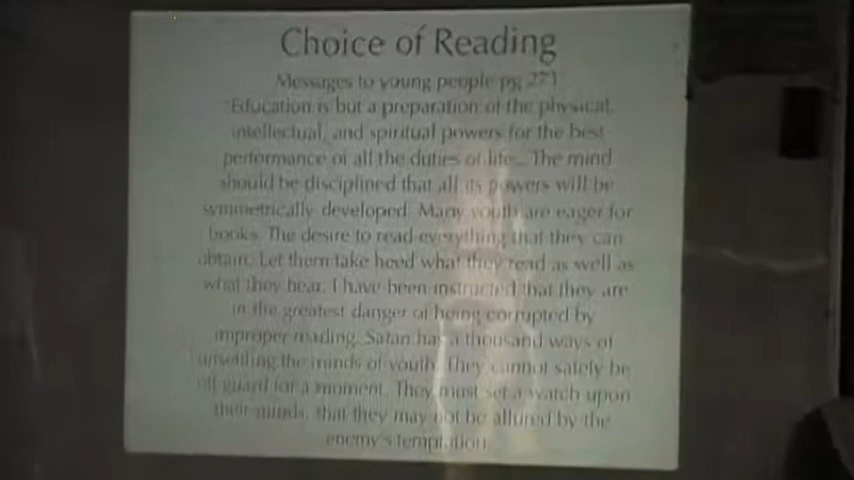 Choice of Reading
Messages to young people pg 271
"Education is but a preparation of the physical,
intellectual, and spiritual powers for the best
performance of all the duties of life... The mind
should be disciplined that all its powers will be
symmetrically developed. Many youth are eager for
books. The desire to read everything that they can
obtain. Let them take heed what they read as well as
what they hear. I have been instructed that they are
in the greatest danger of being corrupted by
improper reading. Satan has a thousand ways of
unsettling the minds of youth. They cannot safely be
off guard for a moment. They must set a watch upon
their minds, that they may not be allured by the
enemy's temptation.